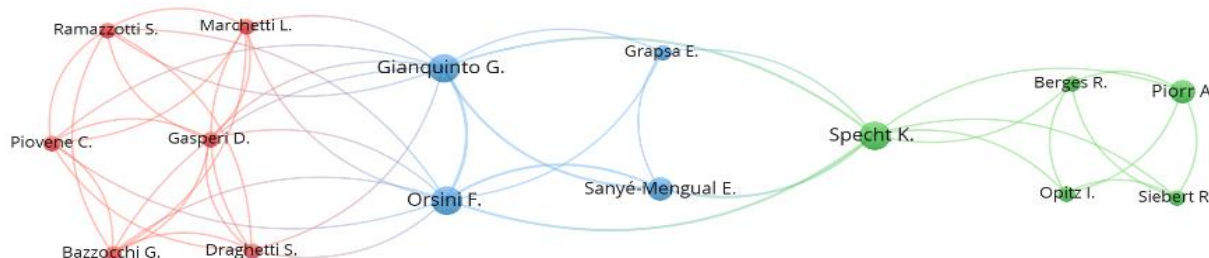 Ramazzotti S.
Marchetti L.
Gianquinto G.
Grapsa E.
Berges R.
Piorr A
Piovene C.
Gasperi D.
Specht K.
Orsini F.
Sanyé-Mengual E.
Opitz I.
Siebert R
Bazzocchi G.
Draghetti S.